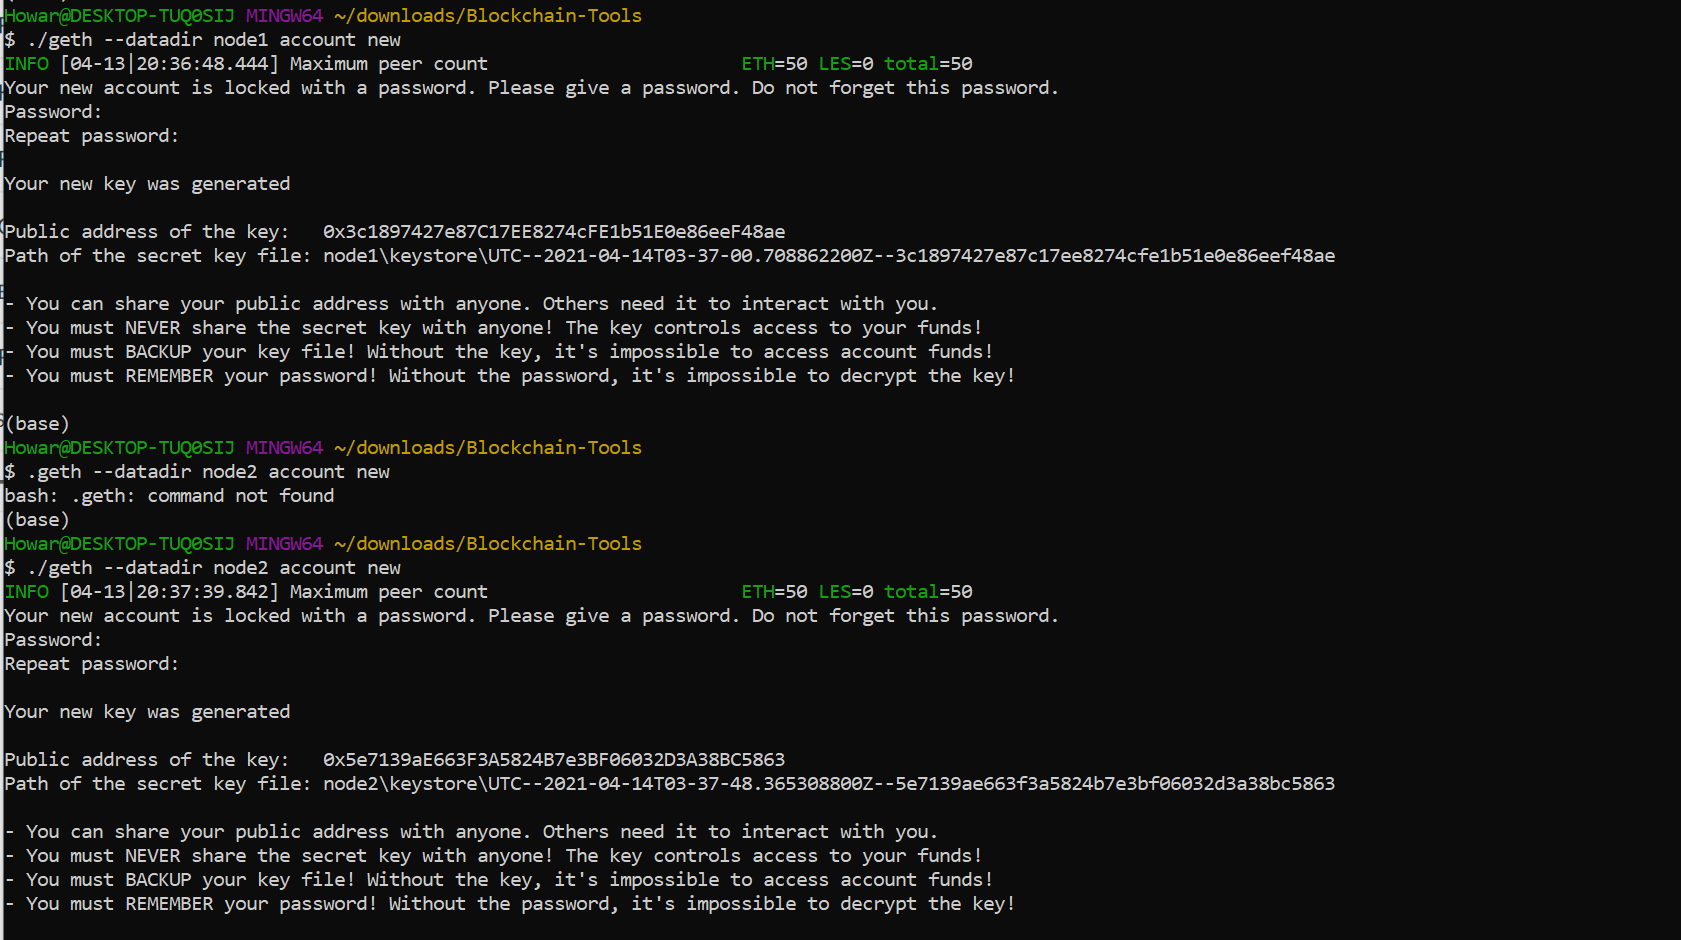 Howar@DESKTOP-TUQ0SIJ MINGW64 ~/downloads/Blockchain-Tools
$ ./geth --datadir node1 account new
INFO [04-13|20:36:48.444] Maximum peer count                       ETH=50 LES=0 total=50
Your new account is locked with a password. Please give a password. Do not forget this password.
Password:
Repeat password:
Your new key was generated
Public address of the key:   0x3c1897427e87C17EE8274cFE1b51E0e86eeF48ae
Path of the secret key file: node1\keystore\UTC--2021-04-14T03-37-00.708862200Z--3c1897427e87c17ee8274cfe1b51e0e86eef48ae
- You can share your public address with anyone. Others need it to interact with you.
- You must NEVER share the secret key with anyone! The key controls access to your funds!
- You must BACKUP your key file! Without the key, it's impossible to access account funds!
- You must REMEMBER your password! Without the password, it's impossible to decrypt the key!
(base)
Howar@DESKTOP-TUQ0SIJ MINGW64 ~/downloads/Blockchain-Tools
$ .geth --datadir node2 account new
bash: .geth: command not found
(base)
Howar@DESKTOP-TUQ0SIJ MINGW64 ~/downloads/Blockchain-Tools
$ ./geth --datadir node2 account new
INFO [04-13|20:37:39.842] Maximum peer count                       ETH=50 LES=0 total=50
Your new account is locked with a password. Please give a password. Do not forget this password.
Password:
Repeat password:
Your new key was generated
Public address of the key:   0x5e7139aE663F3A5824B7e3BF06032D3A38BC5863
Path of the secret key file: node2\keystore\UTC--2021-04-14T03-37-48.365308800Z--5e7139ae663f3a5824b7e3bf06032d3a38bc5863
- You can share your public address with anyone. Others need it to interact with you.
- You must NEVER share the secret key with anyone! The key controls access to your funds!
- You must BACKUP your key file! Without the key, it's impossible to access account funds!
- You must REMEMBER your password! Without the password, it's impossible to decrypt the key!